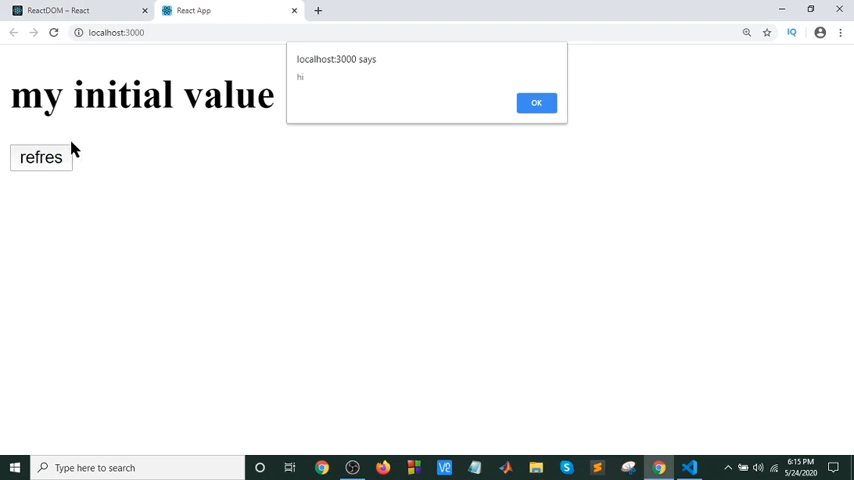 ReactDOM – React
React App
localhost:3000
IQ
localhost:3000 says
hi
OK
my initial value
refres
Type here to search
6:15 PM
5/24/2020